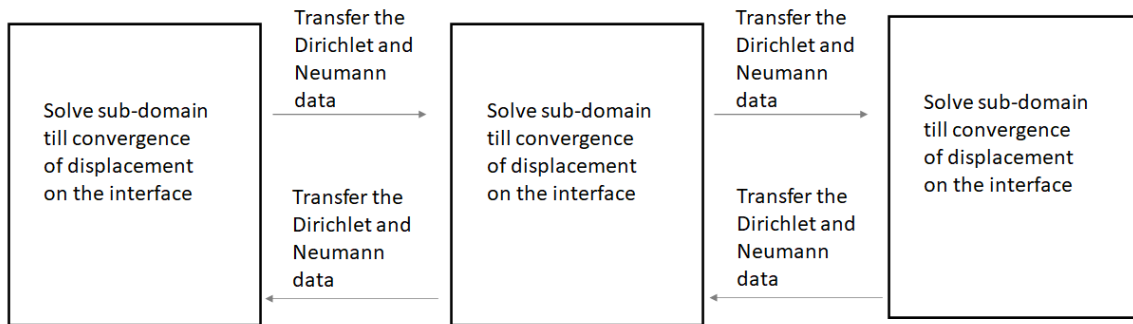 Solve sub-domain
till convergence
of displacement
on the interface
Transfer the
Dirichlet and
Neumann
data
Transfer the
Dirichlet and
Neumann
data
Solve sub-domain
till convergence
of displacement
on the interface
Transfer the
Dirichlet and
Neumann
data
Transfer the
Dirichlet and
Neumann
data
Solve sub-domain
till convergence
of displacement
on the interface